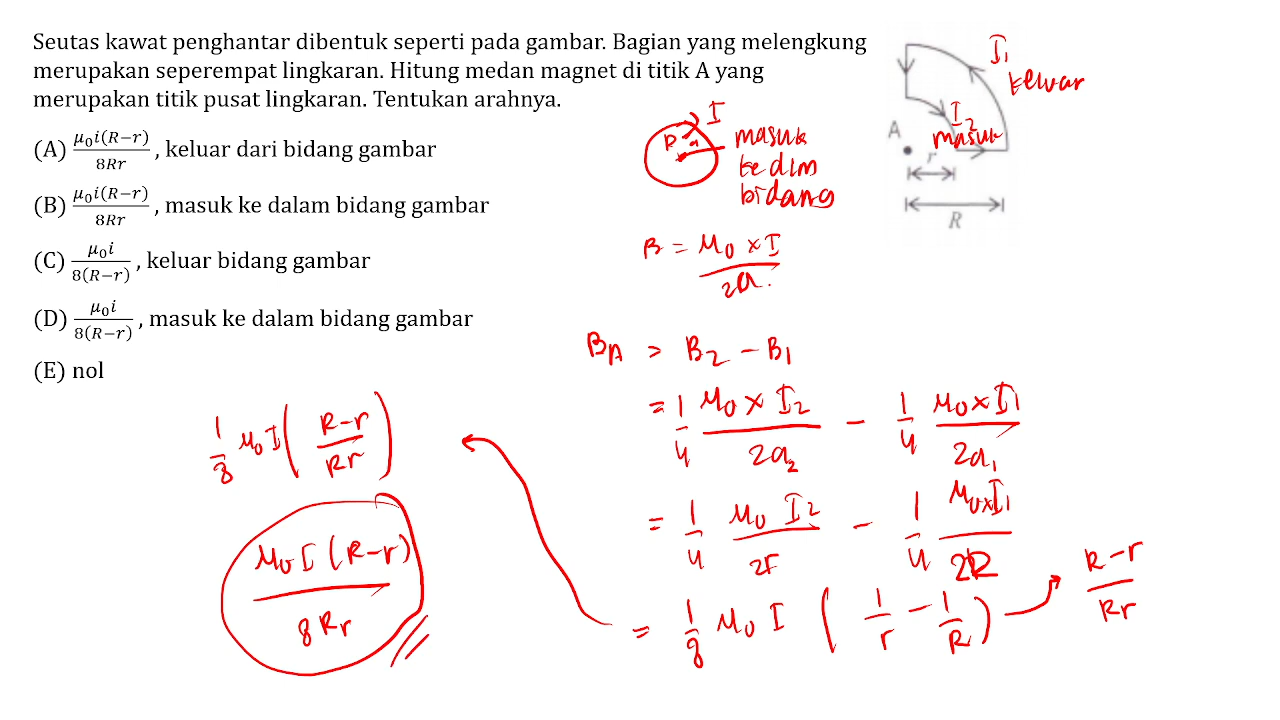 Seutas kawat penghantar dibentuk seperti pada gambar. Bagian yang melengkung
merupakan seperempat lingkaran. Hitung medan magnet di titik A yang
merupakan titik pusat lingkaran. Tentukan arahnya.
(A) μ₀i(R−r)/8Rr , keluar dari bidang gambar
(B) μ₀i(R−r)/8Rr , masuk ke dalam bidang gambar
(C) μ₀i/8(R−r) , keluar bidang gambar
(D) μ₀i/8(R−r) , masuk ke dalam bidang gambar
(E) nol
I₁
keluar
I₂
masuk
A
r
R
I
a
masuk
ke dlm
bidang
B = μ₀ × I / 2a
B_A = B₂ − B₁
= 1/4 μ₀ × I₂ / 2a₂ − 1/4 μ₀ × I₁ / 2a₁
= 1/4 μ₀ I₂ / 2r − 1/4 μ₀ × I₁ / 2R
= 1/8 μ₀ I (1/r − 1/R)
R−r / Rr
1/8 μ₀ I (R−r / Rr)
μ₀ I (R−r) / 8Rr